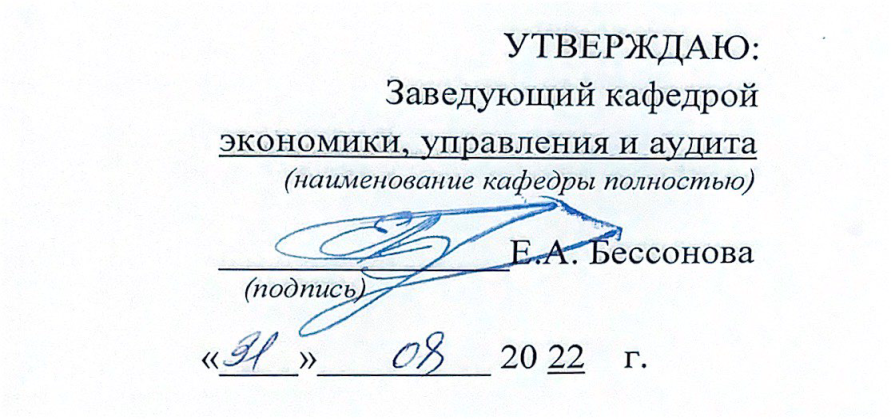 УТВЕРЖДАЮ:
Заведующий кафедрой
экономики, управления и аудита
(наименование кафедры полностью)
Е.А. Бессонова
(подпись)
«31» 08 20 22 г.